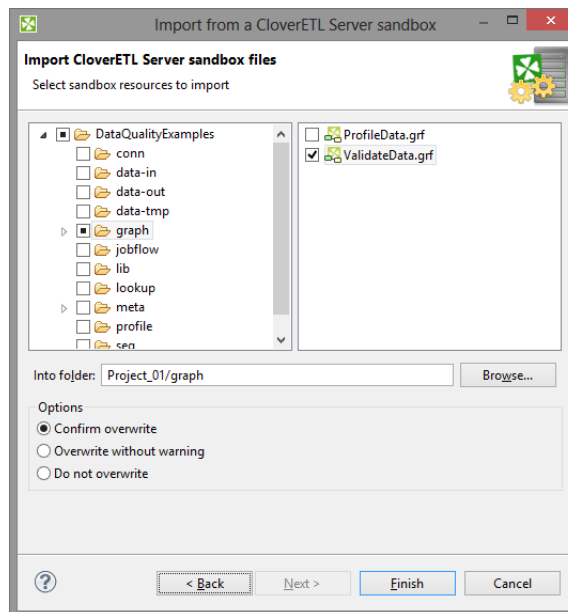 Import from a CloverETL Server sandbox
Import CloverETL Server sandbox files
Select sandbox resources to import
DataQualityExamples
conn
data-in
data-out
data-tmp
graph
jobflow
lib
lookup
meta
profile
seq
ProfileData.grf
ValidateData.grf
Into folder: Project_01/graph Browse...
Options
Confirm overwrite
Overwrite without warning
Do not overwrite
? < Back Next > Finish Cancel